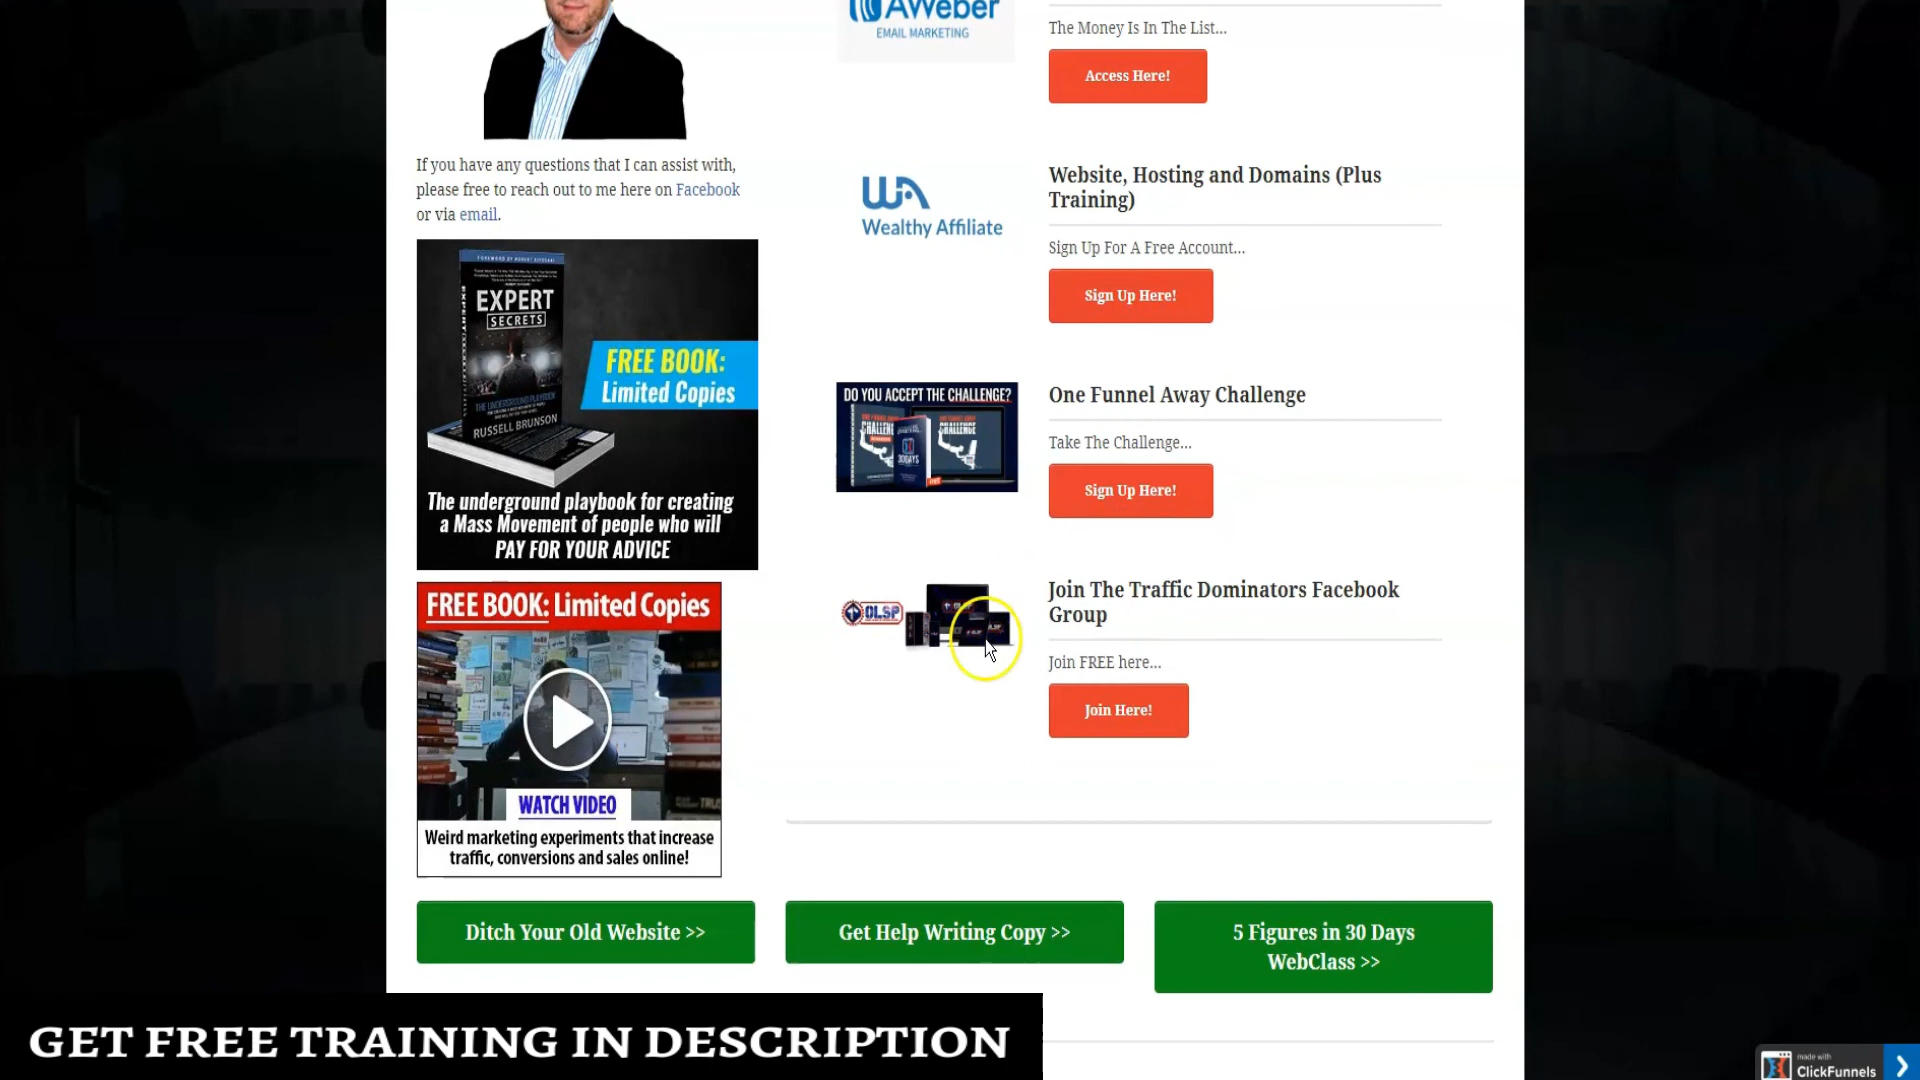 AWeber
EMAIL MARKETING
The Money Is In The List...
Access Here!
If you have any questions that I can assist with,
please free to reach out to me here on Facebook
or via email.
WA
Wealthy Affiliate
Website, Hosting and Domains (Plus
Training)
Sign Up For A Free Account...
Sign Up Here!
EXPERT
SECRETS
RUSSELL BRUNSON
FREE BOOK:
Limited Copies
The underground playbook for creating
a Mass Movement of people who will
PAY FOR YOUR ADVICE
DO YOU ACCEPT THE CHALLENGE?
30DAYS
One Funnel Away Challenge
Take The Challenge...
Sign Up Here!
OLSP
Join The Traffic Dominators Facebook
Group
Join FREE here...
Join Here!
FREE BOOK: Limited Copies
WATCH VIDEO
Weird marketing experiments that increase
traffic, conversions and sales online!
Ditch Your Old Website >>
Get Help Writing Copy >>
5 Figures in 30 Days
WebClass >>
GET FREE TRAINING IN DESCRIPTION
made with
ClickFunnels